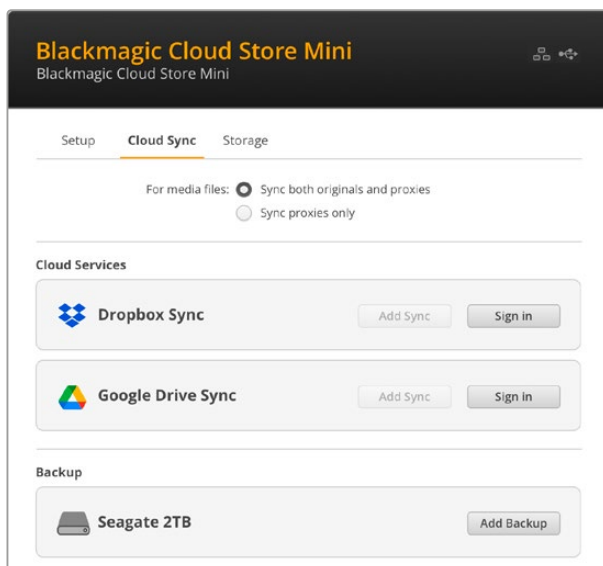 Blackmagic Cloud Store Mini
Blackmagic Cloud Store Mini
Setup Cloud Sync Storage
For media files: Sync both originals and proxies
Sync proxies only
Cloud Services
Dropbox Sync Add Sync Sign in
Google Drive Sync Add Sync Sign in
Backup
Seagate 2TB Add Backup